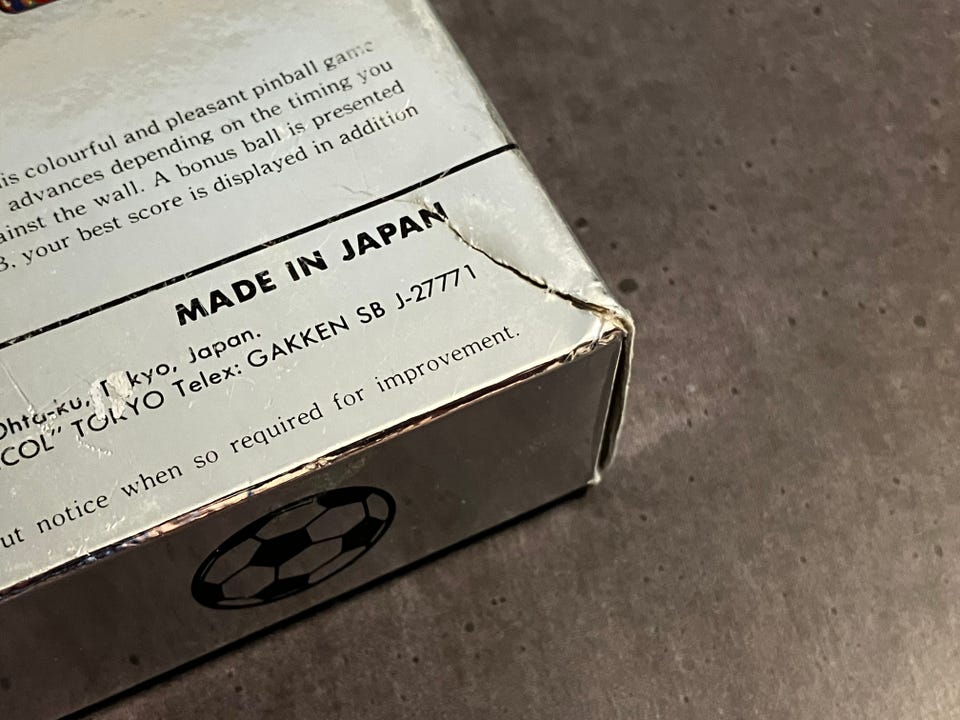 is colourful and pleasant pinball game
advances depending on the timing you
ainst the wall. A bonus ball is presented
3. your best score is displayed in addition
MADE IN JAPAN
Ohta-ku, Tokyo, Japan.
COL" TOKYO Telex: GAKKEN SB J-27771
ut notice when so required for improvement.